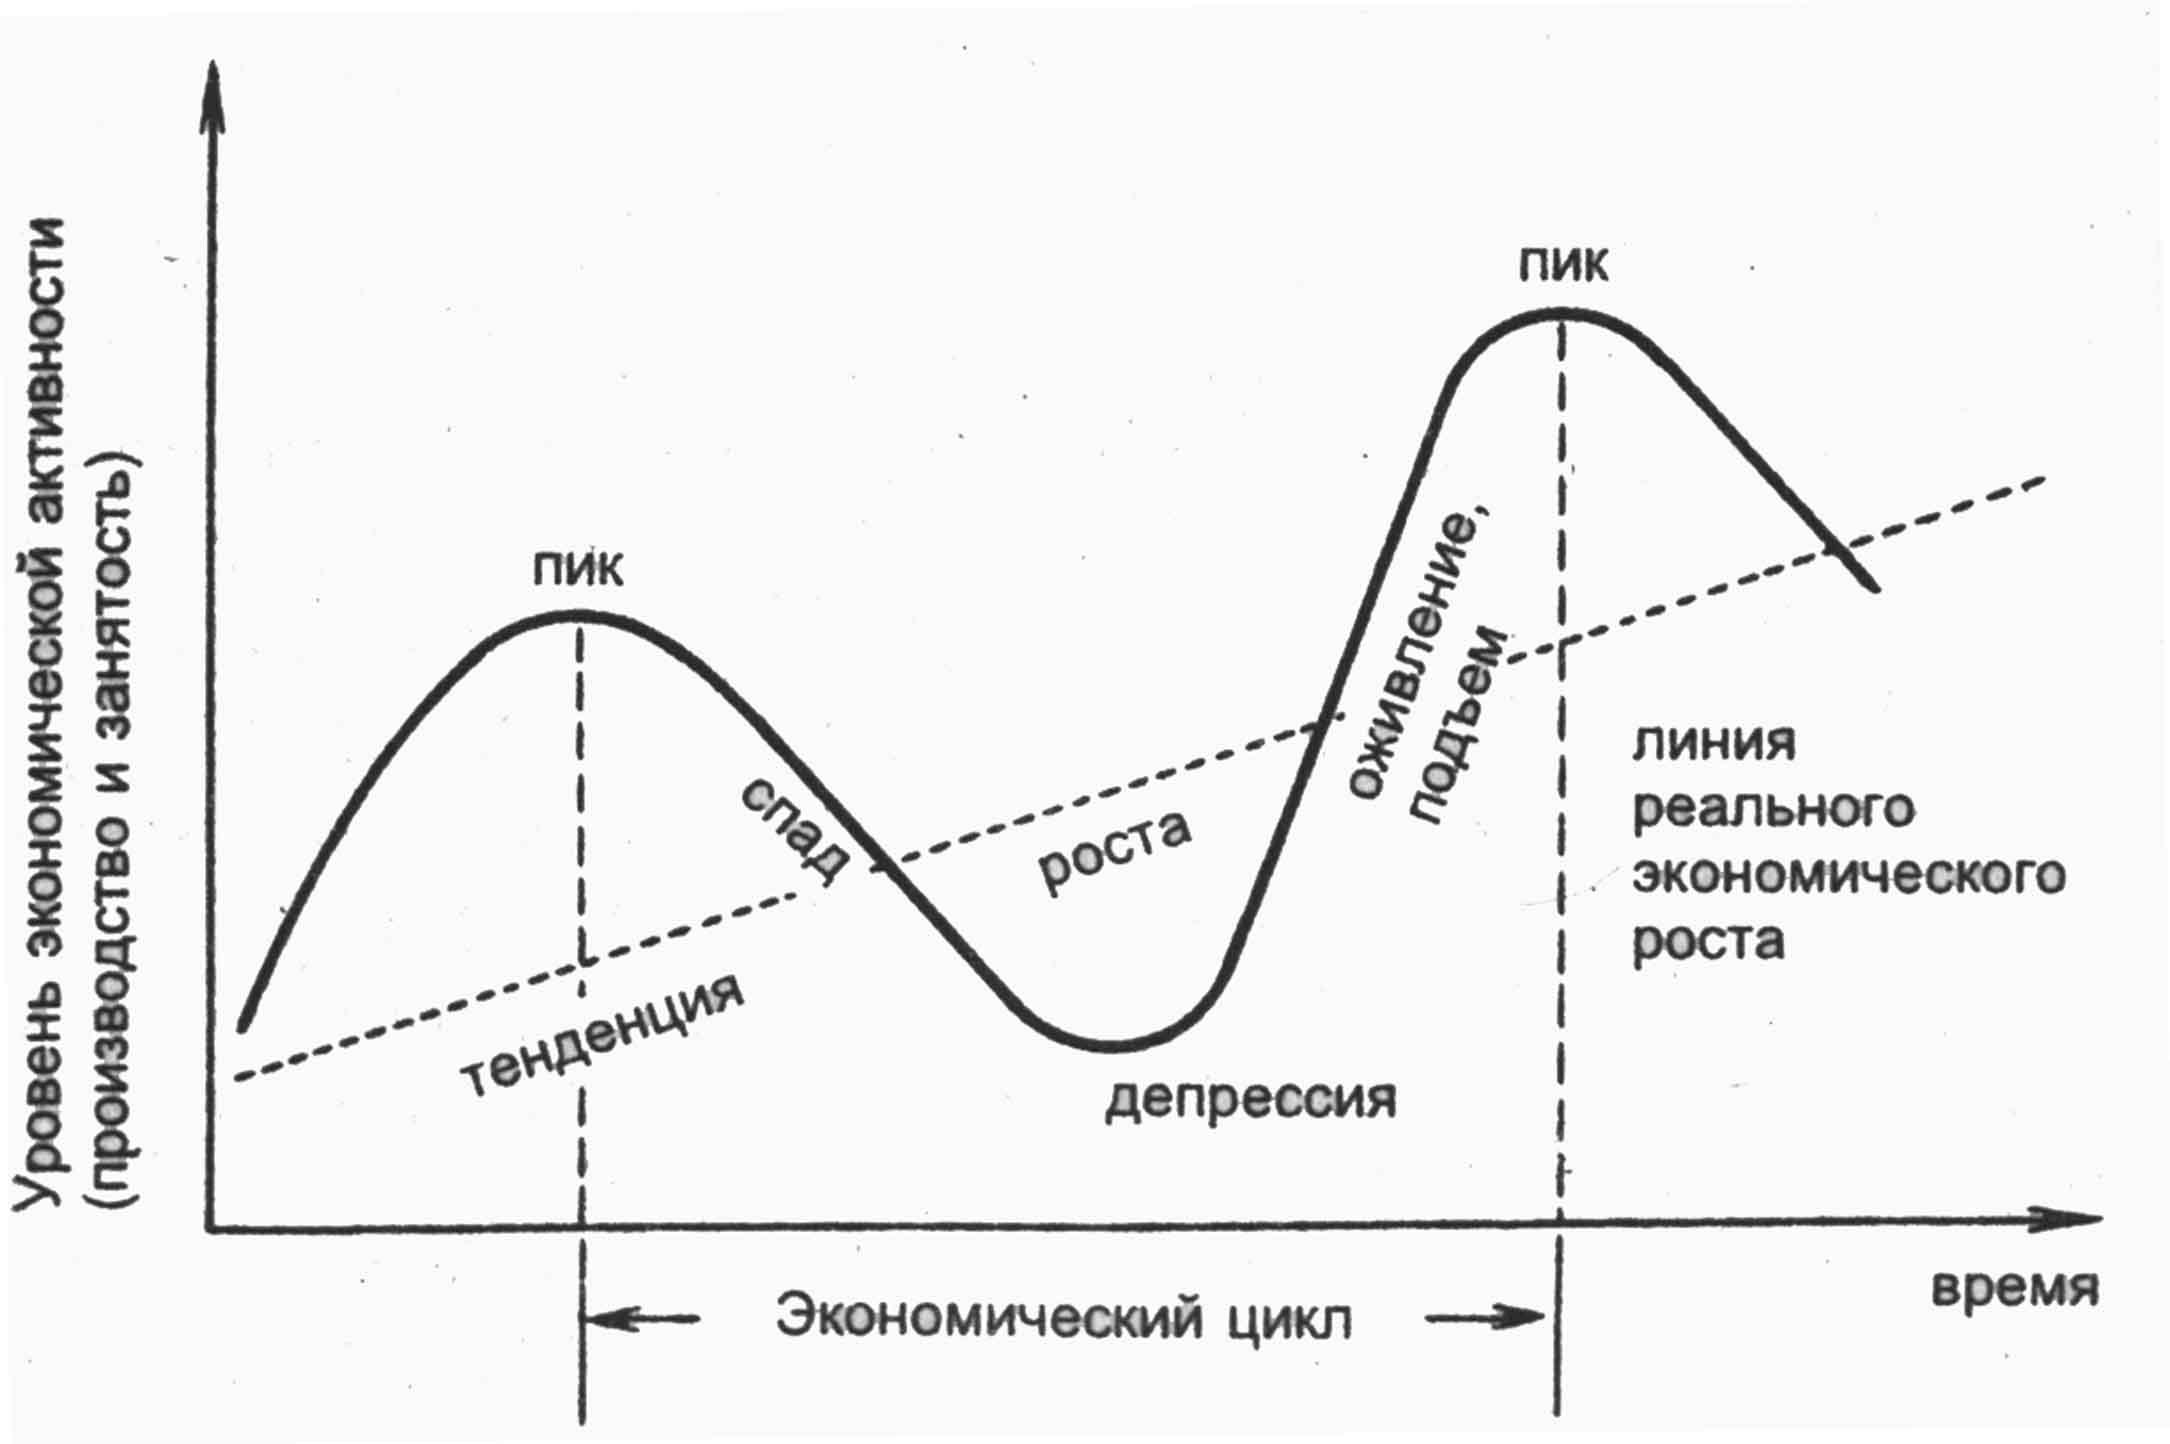 Уровень экономической активности
(производство и занятость)
пик
пик
спад
оживление,
подъем
тенденция
роста
линия
реального
экономического
роста
депрессия
время
Экономический цикл